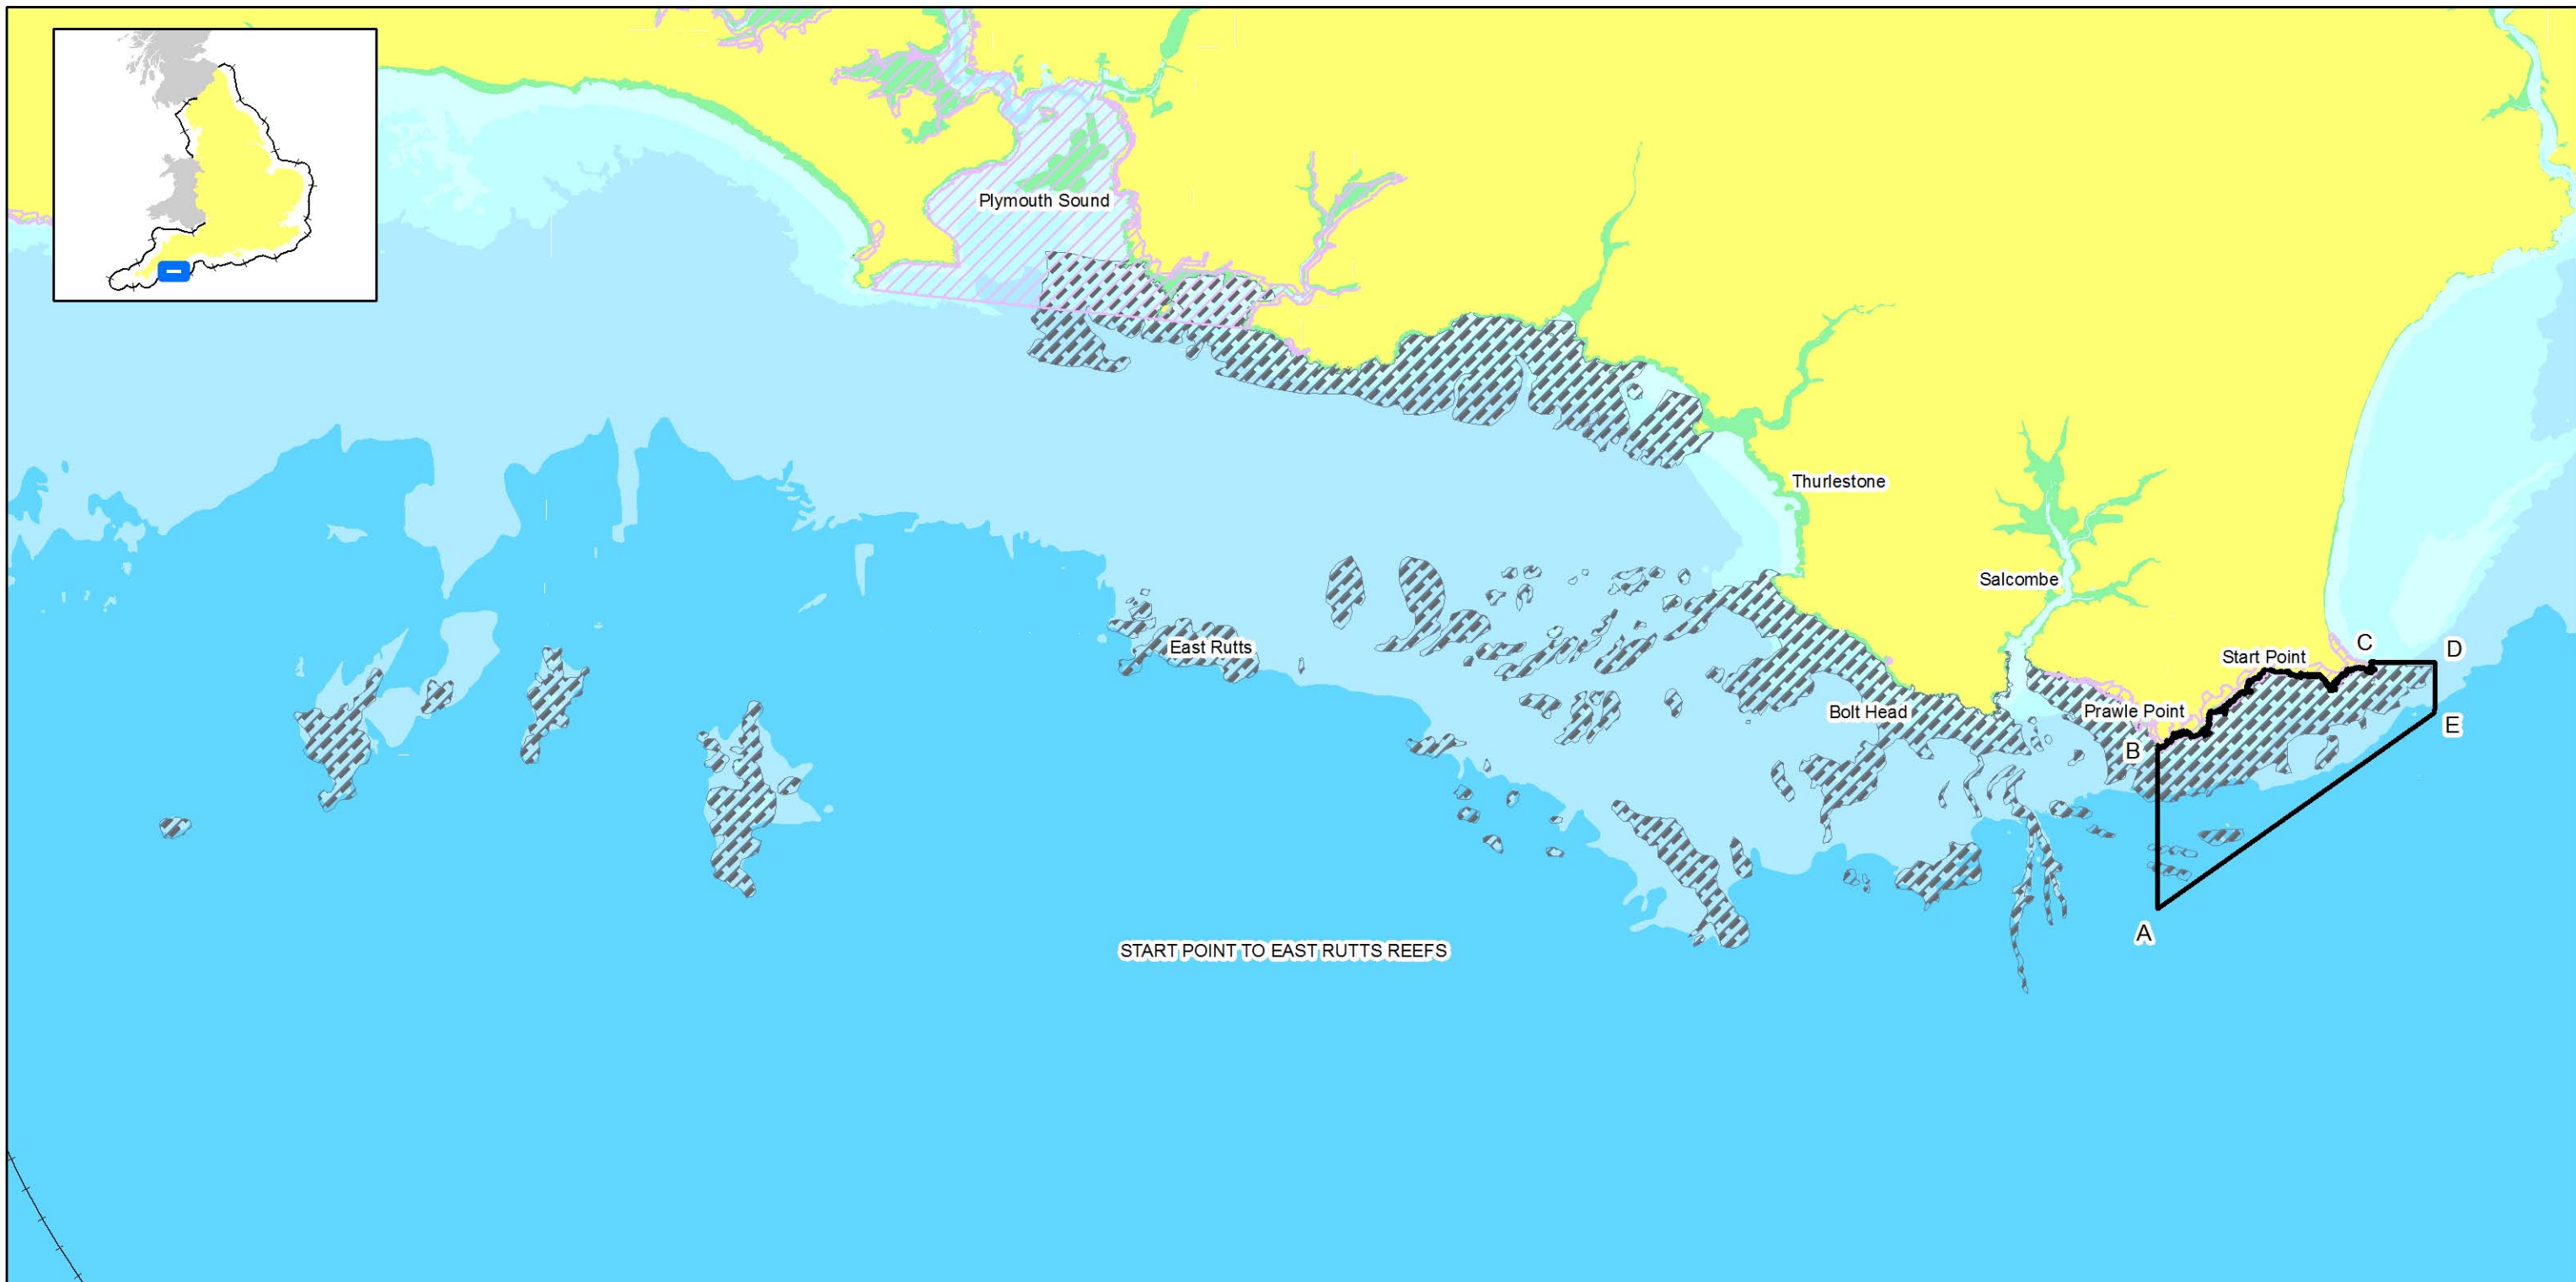 Plymouth Sound
Thurlestone
Salcombe
East Rutts
Start Point
C
D
Prawle Point
Bolt Head
E
B
A
START POINT TO EAST RUTTS REEFS